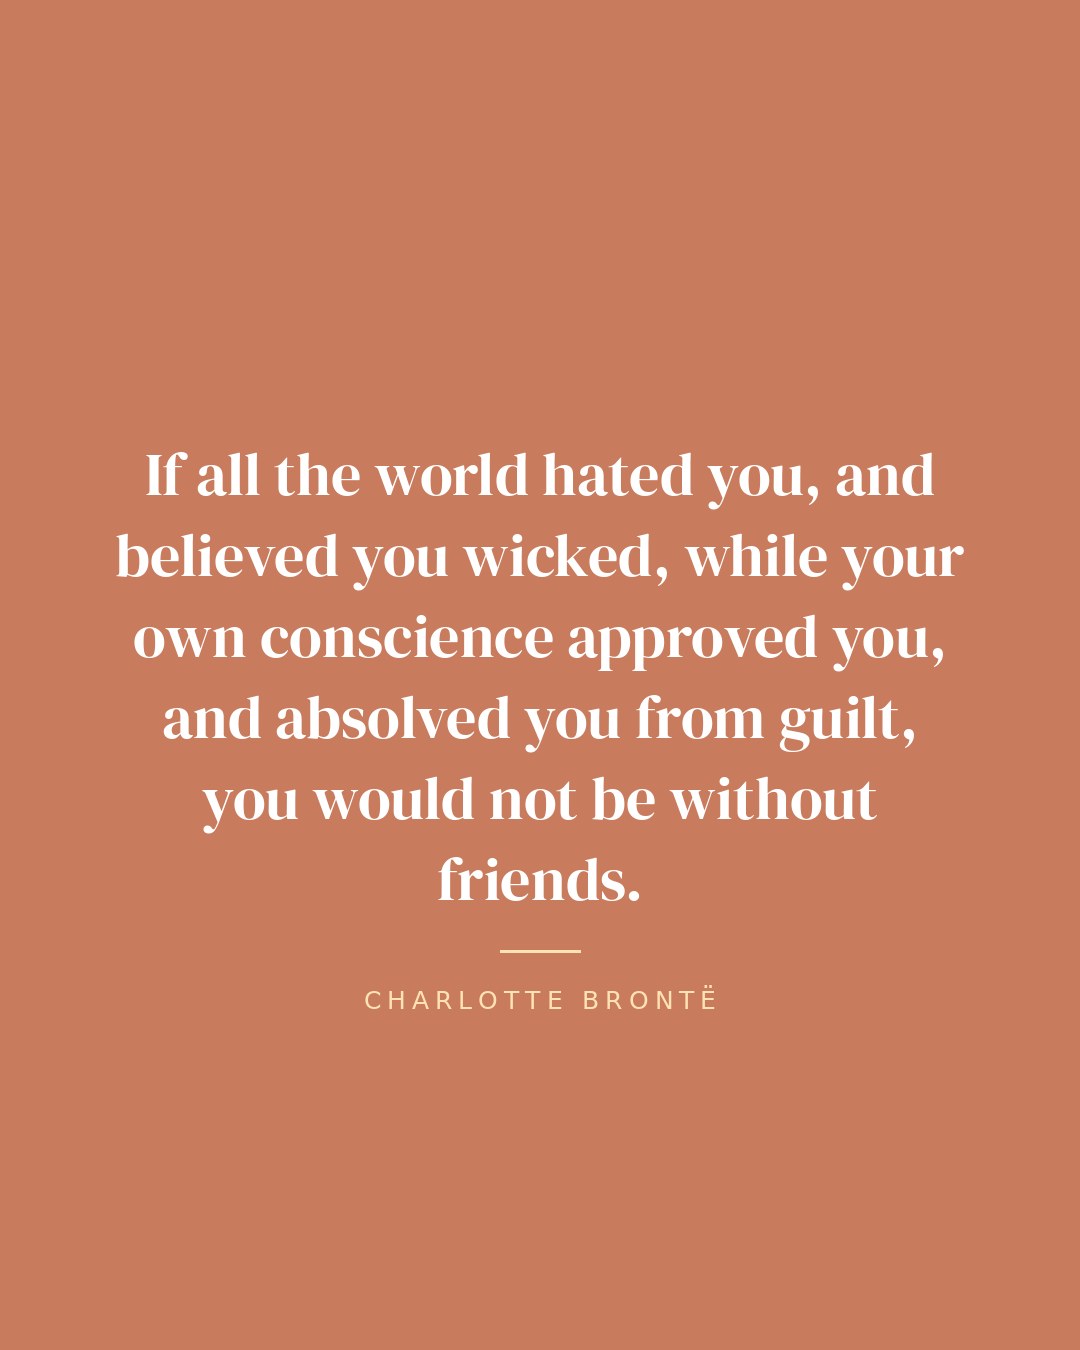 If all the world hated you, and
believed you wicked, while your
own conscience approved you,
and absolved you from guilt,
you would not be without
friends.
CHARLOTTE BRONTË